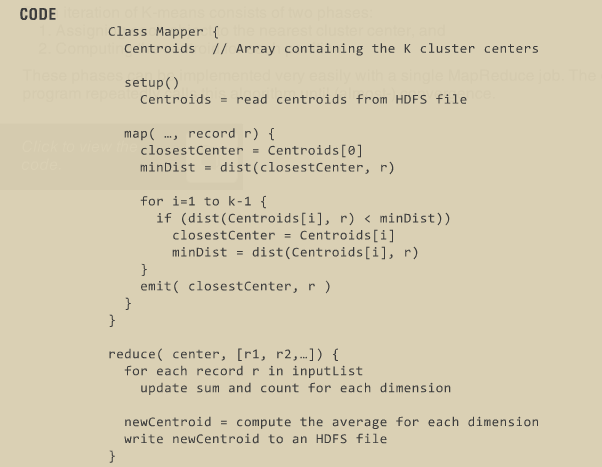 CODE
Class Mapper {
Centroids // Array containing the K cluster centers
setup()
Centroids = read centroids from HDFS file
map( …, record r) {
closestCenter = Centroids[0]
minDist = dist(closestCenter, r)
for i=1 to k-1 {
if (dist(Centroids[i], r) < minDist))
closestCenter = Centroids[i]
minDist = dist(Centroids[i], r)
}
emit( closestCenter, r )
}
}
reduce( center, [r1, r2,…]) {
for each record r in inputList
update sum and count for each dimension
newCentroid = compute the average for each dimension
write newCentroid to an HDFS file
}